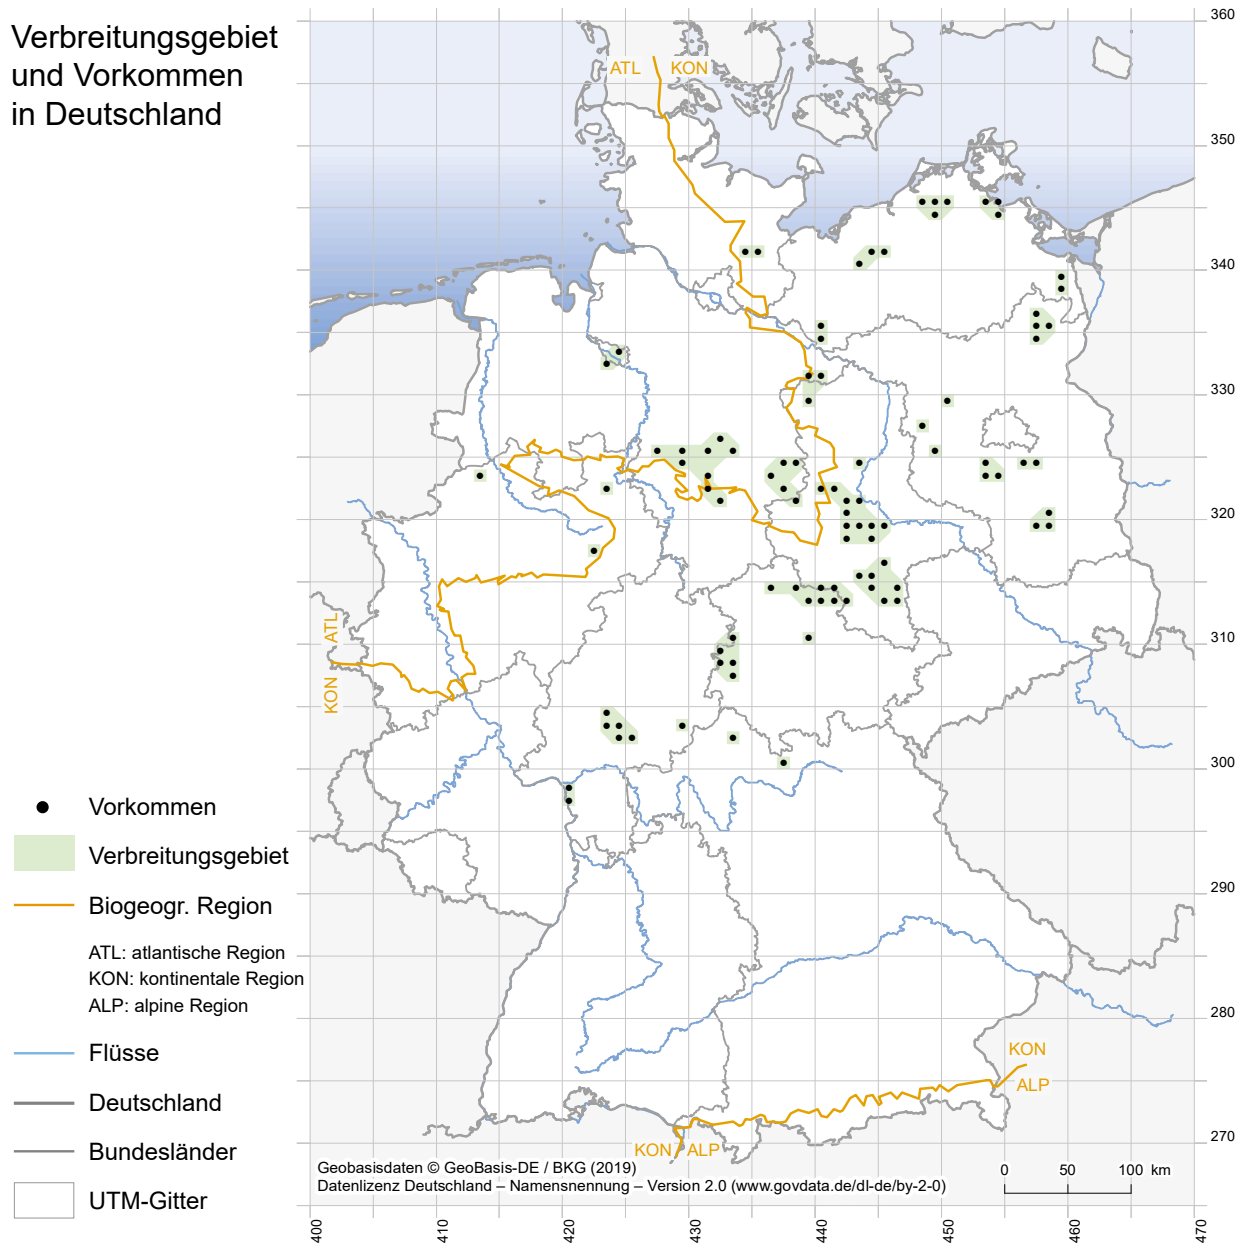 Verbreitungsgebiet
und Vorkommen
in Deutschland
ATL KON
360
350
340
330
320
310
300
290
280
270
ATL
KON
Vorkommen
Verbreitungsgebiet
Biogeogr. Region
ATL: atlantische Region
KON: kontinentale Region
ALP: alpine Region
Flüsse
Deutschland
Bundesländer
UTM-Gitter
KON
ALP
KON ALP
Geobasisdaten © GeoBasis-DE / BKG (2019)
Datenlizenz Deutschland – Namensnennung – Version 2.0 (www.govdata.de/dl-de/by-2-0)
0 50 100 km
400 410 420 430 440 450 460 470